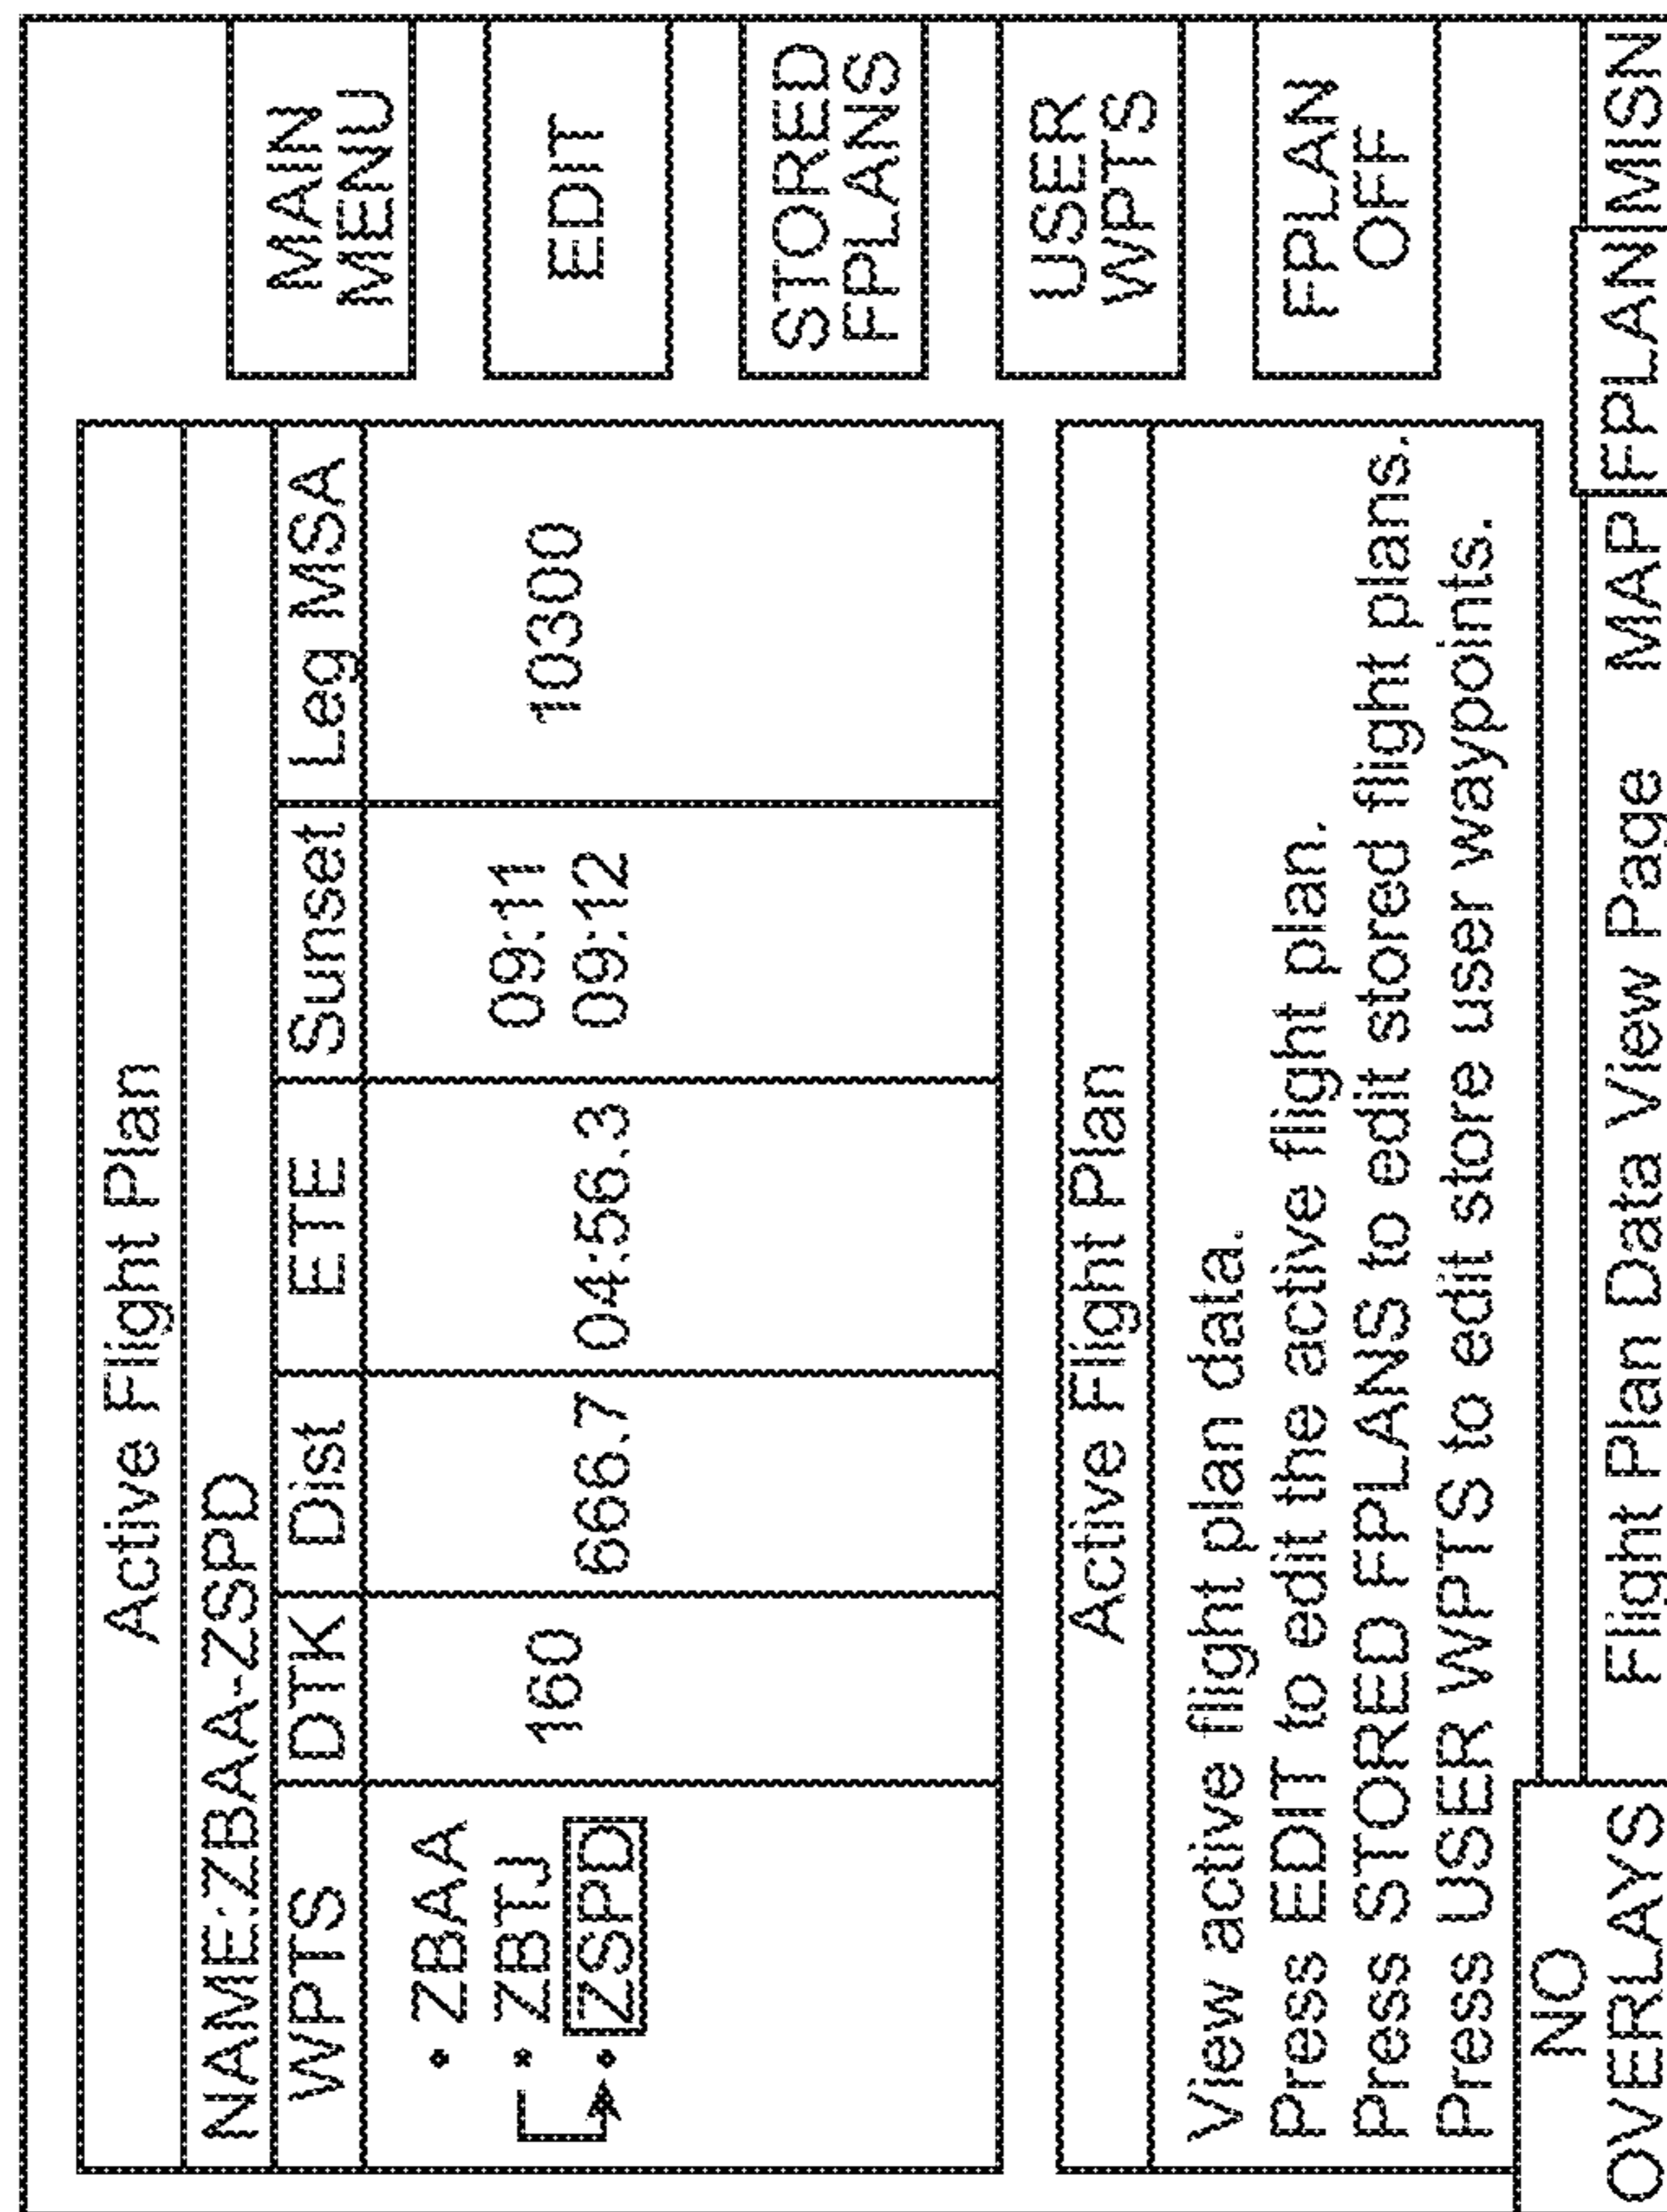 Active Flight Plan
NAME:ZBAA-ZSPD
WPTS DTK Dist ETE Sunset Leg MSA
• ZBAA
• ZBTJ 09:11
160 10300
• ZSPD 666.7 04:56.3 09:12
Active Flight Plan
View active flight plan data.
Press EDIT to edit the active flight plan.
Press STORED FPLANS to edit stored flight plans.
Press USER WPTS to edit store user waypoints.
MAIN
MENU
EDIT
STORED
FPLANS
USER
WPTS
FPLAN
OFF
NO
OVERLAYS
Flight Plan Data View Page MAP FPLAN MISN